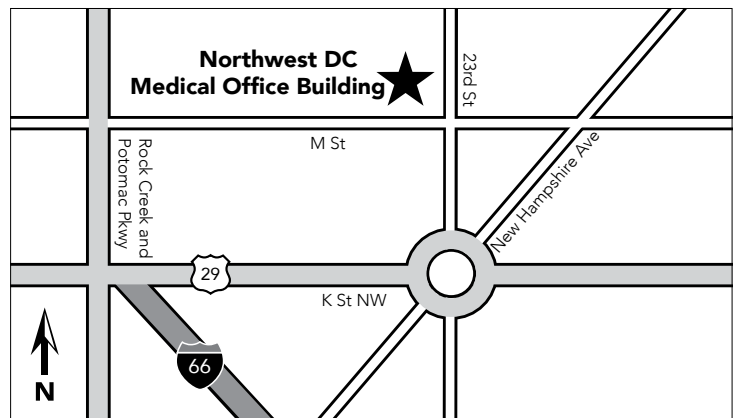 Northwest DC
Medical Office Building
23rd St
M St
Rock Creek and
Potomac Pkwy
New Hampshire Ave
29
K St NW
66
N